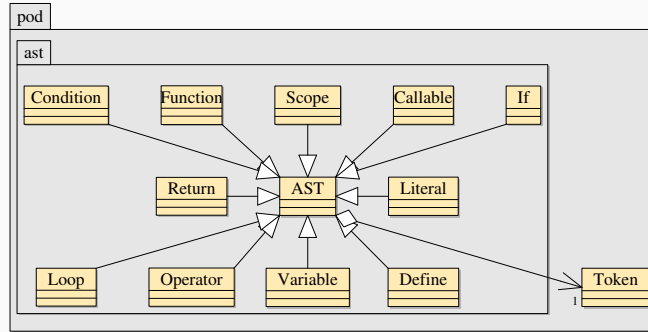 pod
ast
Condition
Function
Scope
Callable
If
Return
AST
Literal
Loop
Operator
Variable
Define
Token
1